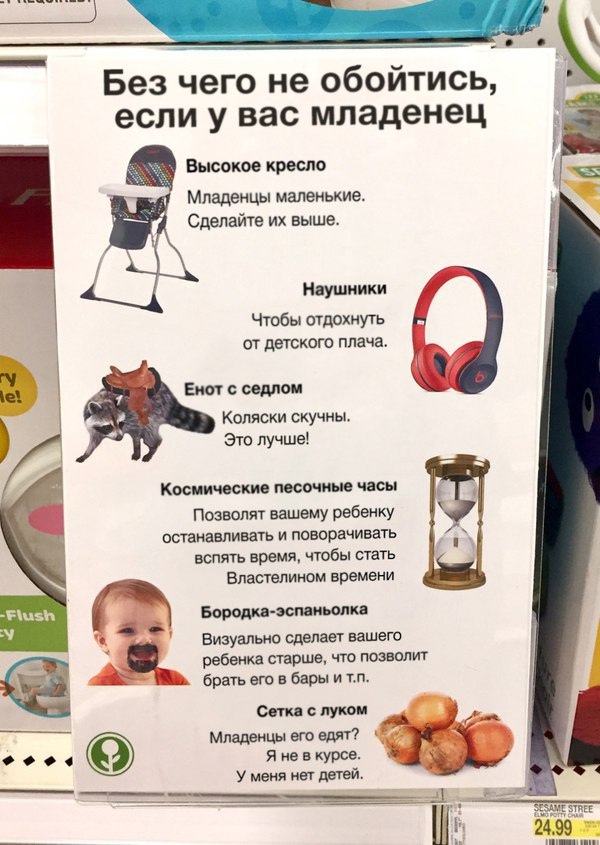 Без чего не обойтись,
если у вас младенец
Высокое кресло
Младенцы маленькие.
Сделайте их выше.
Наушники
Чтобы отдохнуть
от детского плача.
Енот с седлом
Коляски скучны.
Это лучше!
Космические песочные часы
Позволят вашему ребенку
останавливать и поворачивать
вспять время, чтобы стать
Властелином времени
Бородка-эспаньолка
Визуально сделает вашего
ребенка старше, что позволит
брать его в бары и т.п.
Сетка с луком
Младенцы его едят?
Я не в курсе.
У меня нет детей.
-Flush
SESAME STREE
ELMO POTTY CHAIR
24.99